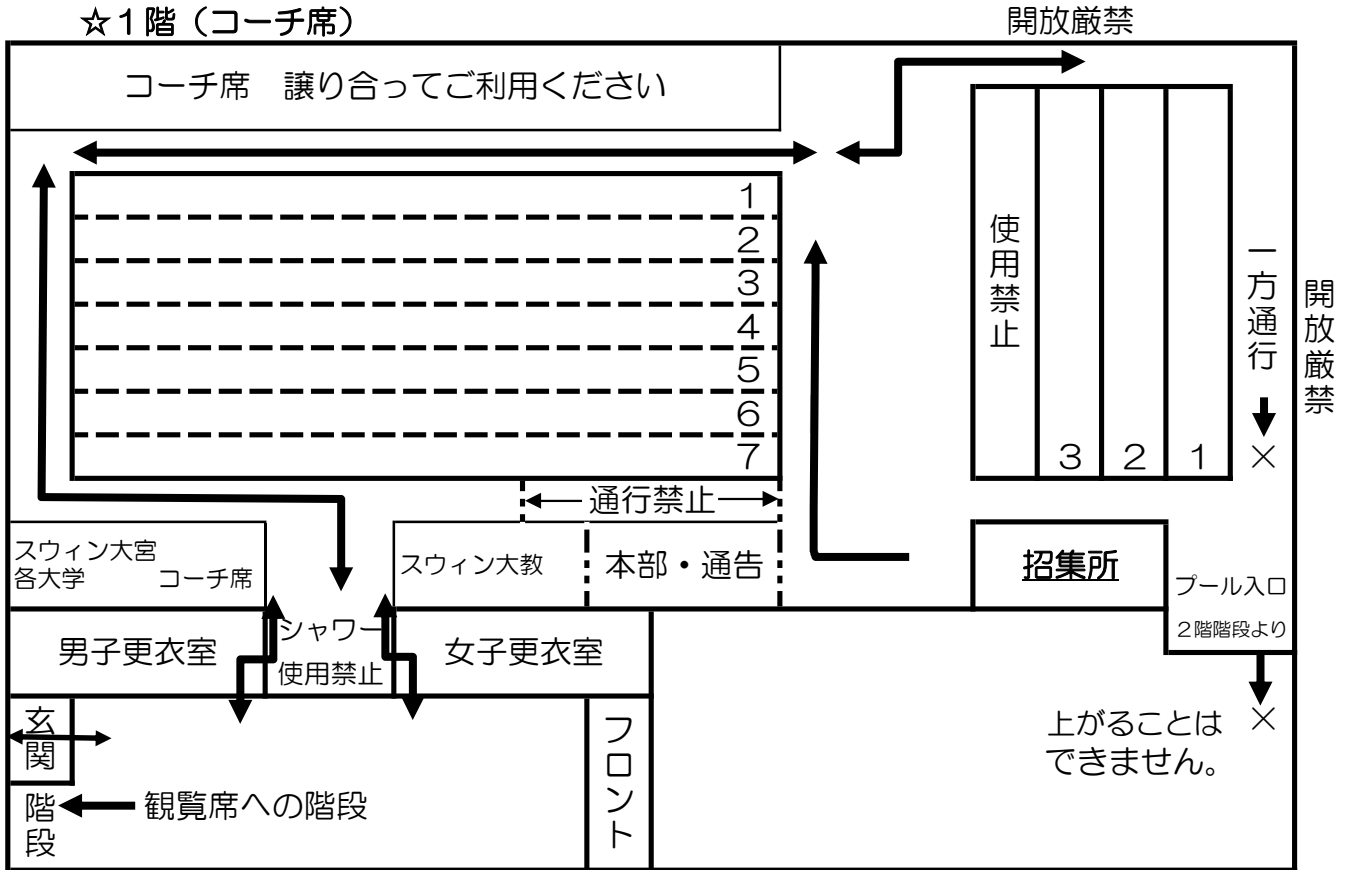 ☆１階（コーチ席）
開放厳禁
コーチ席　譲り合ってご利用ください
1
2
3
4
5
6
7
使用禁止
3
2
1
一方通行
×
開放厳禁
通行禁止
スウィン大宮
各大学　コーチ席
スウィン大教
本部・通告
招集所
プール入口
２階階段より
男子更衣室
シャワー
使用禁止
女子更衣室
玄関
フロント
上がることは
できません。
×
階段
観覧席への階段